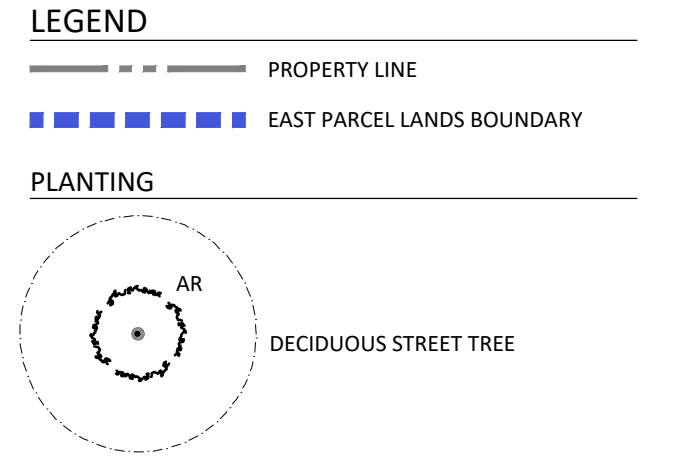 LEGEND
PROPERTY LINE
EAST PARCEL LANDS BOUNDARY
PLANTING
AR
DECIDUOUS STREET TREE